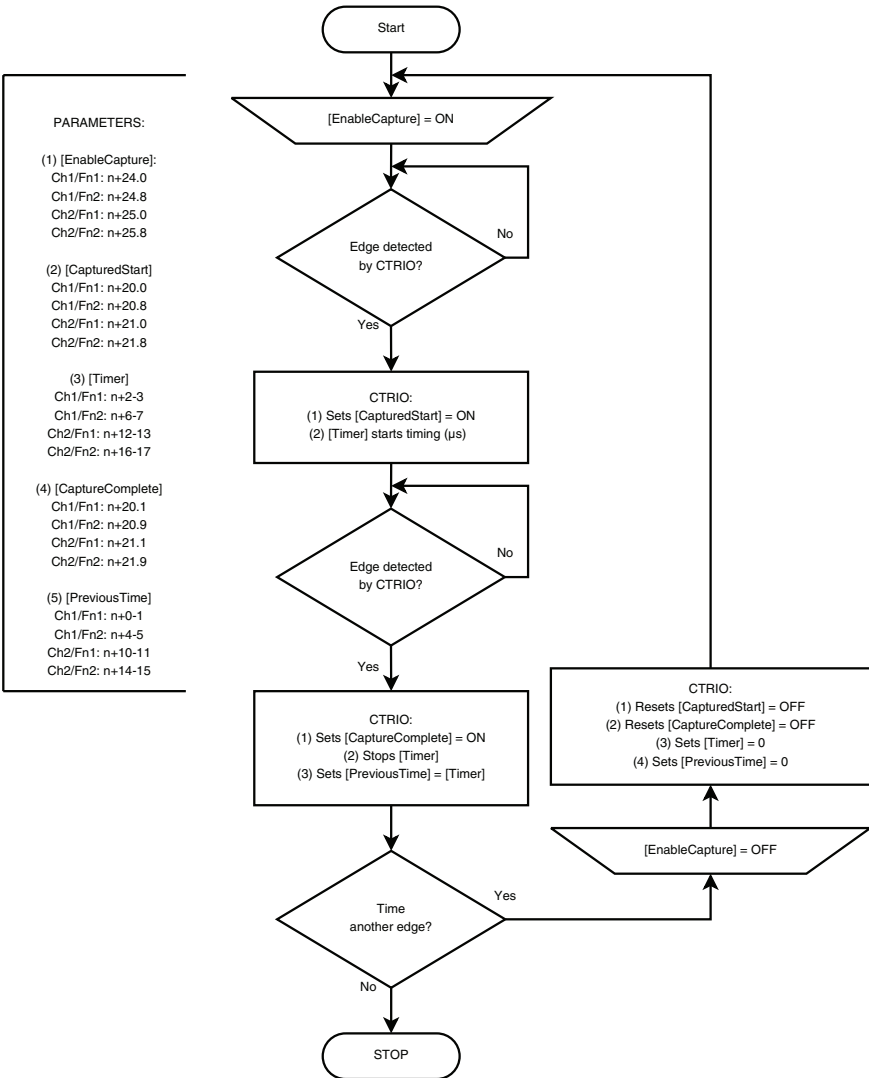 Start
PARAMETERS:
(1) [EnableCapture]:
Ch1/Fn1: n+24.0
Ch1/Fn2: n+24.8
Ch2/Fn1: n+25.0
Ch2/Fn2: n+25.8
(2) [CapturedStart]
Ch1/Fn1: n+20.0
Ch1/Fn2: n+20.8
Ch2/Fn1: n+21.0
Ch2/Fn2: n+21.8
(3) [Timer]
Ch1/Fn1: n+2-3
Ch1/Fn2: n+6-7
Ch2/Fn1: n+12-13
Ch2/Fn2: n+16-17
(4) [CaptureComplete]
Ch1/Fn1: n+20.1
Ch1/Fn2: n+20.9
Ch2/Fn1: n+21.1
Ch2/Fn2: n+21.9
(5) [PreviousTime]
Ch1/Fn1: n+0-1
Ch1/Fn2: n+4-5
Ch2/Fn1: n+10-11
Ch2/Fn2: n+14-15
[EnableCapture] = ON
Edge detected
by CTRIO?
No
Yes
CTRIO:
(1) Sets [CapturedStart] = ON
(2) [Timer] starts timing (µs)
Edge detected
by CTRIO?
No
Yes
CTRIO:
(1) Sets [CaptureComplete] = ON
(2) Stops [Timer]
(3) Sets [PreviousTime] = [Timer]
Time
another edge?
Yes
No
STOP
[EnableCapture] = OFF
CTRIO:
(1) Resets [CapturedStart] = OFF
(2) Resets [CaptureComplete] = OFF
(3) Sets [Timer] = 0
(4) Sets [PreviousTime] = 0